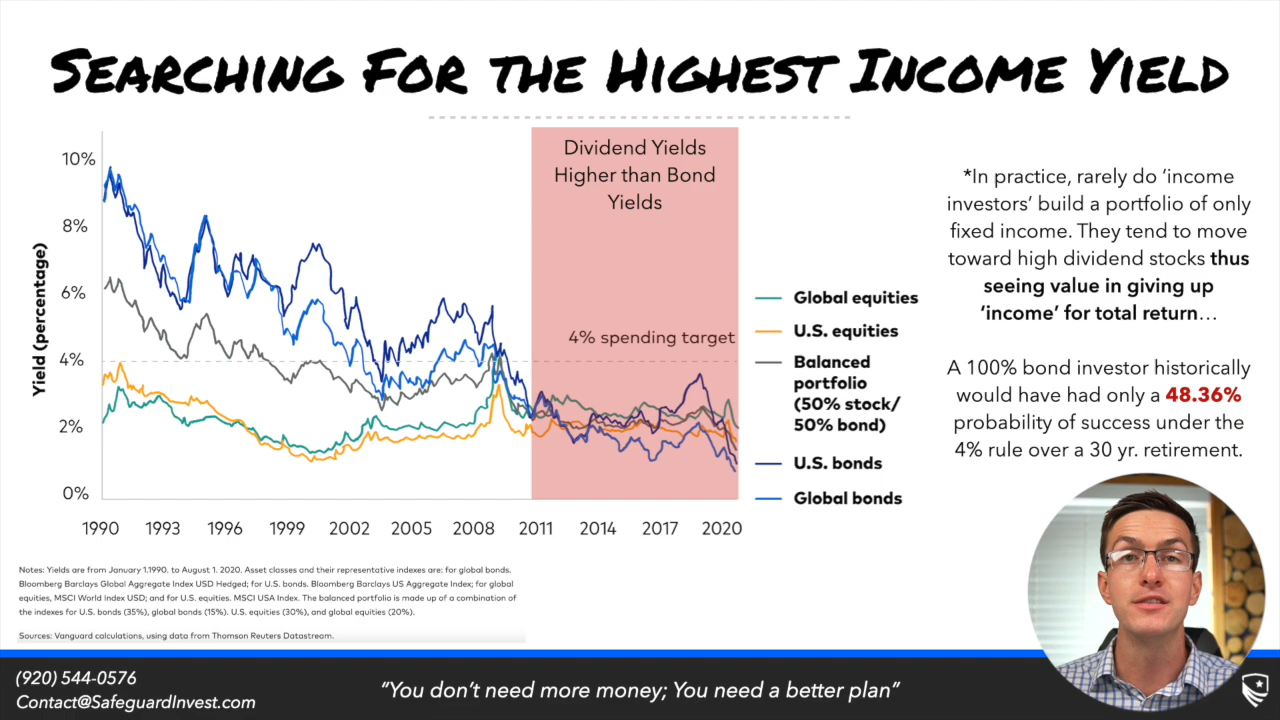 SEARCHING FOR THE HIGHEST INCOME YIELD
Dividend Yields
Higher than Bond
Yields
4% spending target
Yield (percentage)
10%
8%
6%
4%
2%
0%
1990 1993 1996 1999 2002 2005 2008 2011 2014 2017 2020
Global equities
U.S. equities
Balanced
portfolio
(50% stock/
50% bond)
U.S. bonds
Global bonds
*In practice, rarely do ‘income
investors’ build a portfolio of only
fixed income. They tend to move
toward high dividend stocks thus
seeing value in giving up
‘income’ for total return…
A 100% bond investor historically
would have had only a 48.36%
probability of success under the
4% rule over a 30 yr. retirement.
Notes: Yields are from January 1.1990. to August 1. 2020. Asset classes and their representative indexes are: for global bonds.
Bloomberg Barclays Global Aggregate Index USD Hedged; for U.S. bonds. Bloomberg Barclays US Aggregate Index; for global
equities, MSCI World Index USD; and for U.S. equities. MSCI USA Index. The balanced portfolio is made up of a combination of
the indexes for U.S. bonds (35%), global bonds (15%). U.S. equities (30%), and global equities (20%).
Sources: Vanguard calculations, using data from Thomson Reuters Datastream.
(920) 544-0576
Contact@SafeguardInvest.com
“You don’t need more money; You need a better plan”